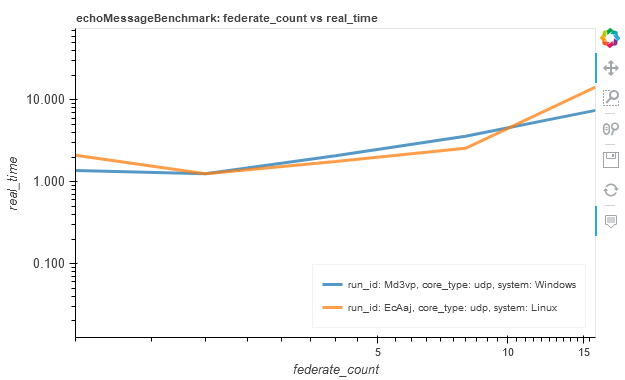 echoMessageBenchmark: federate_count vs real_time
10.000
1.000
0.100
real_time
run_id: Md3vp, core_type: udp, system: Windows
run_id: EcAaj, core_type: udp, system: Linux
5
10
15
federate_count